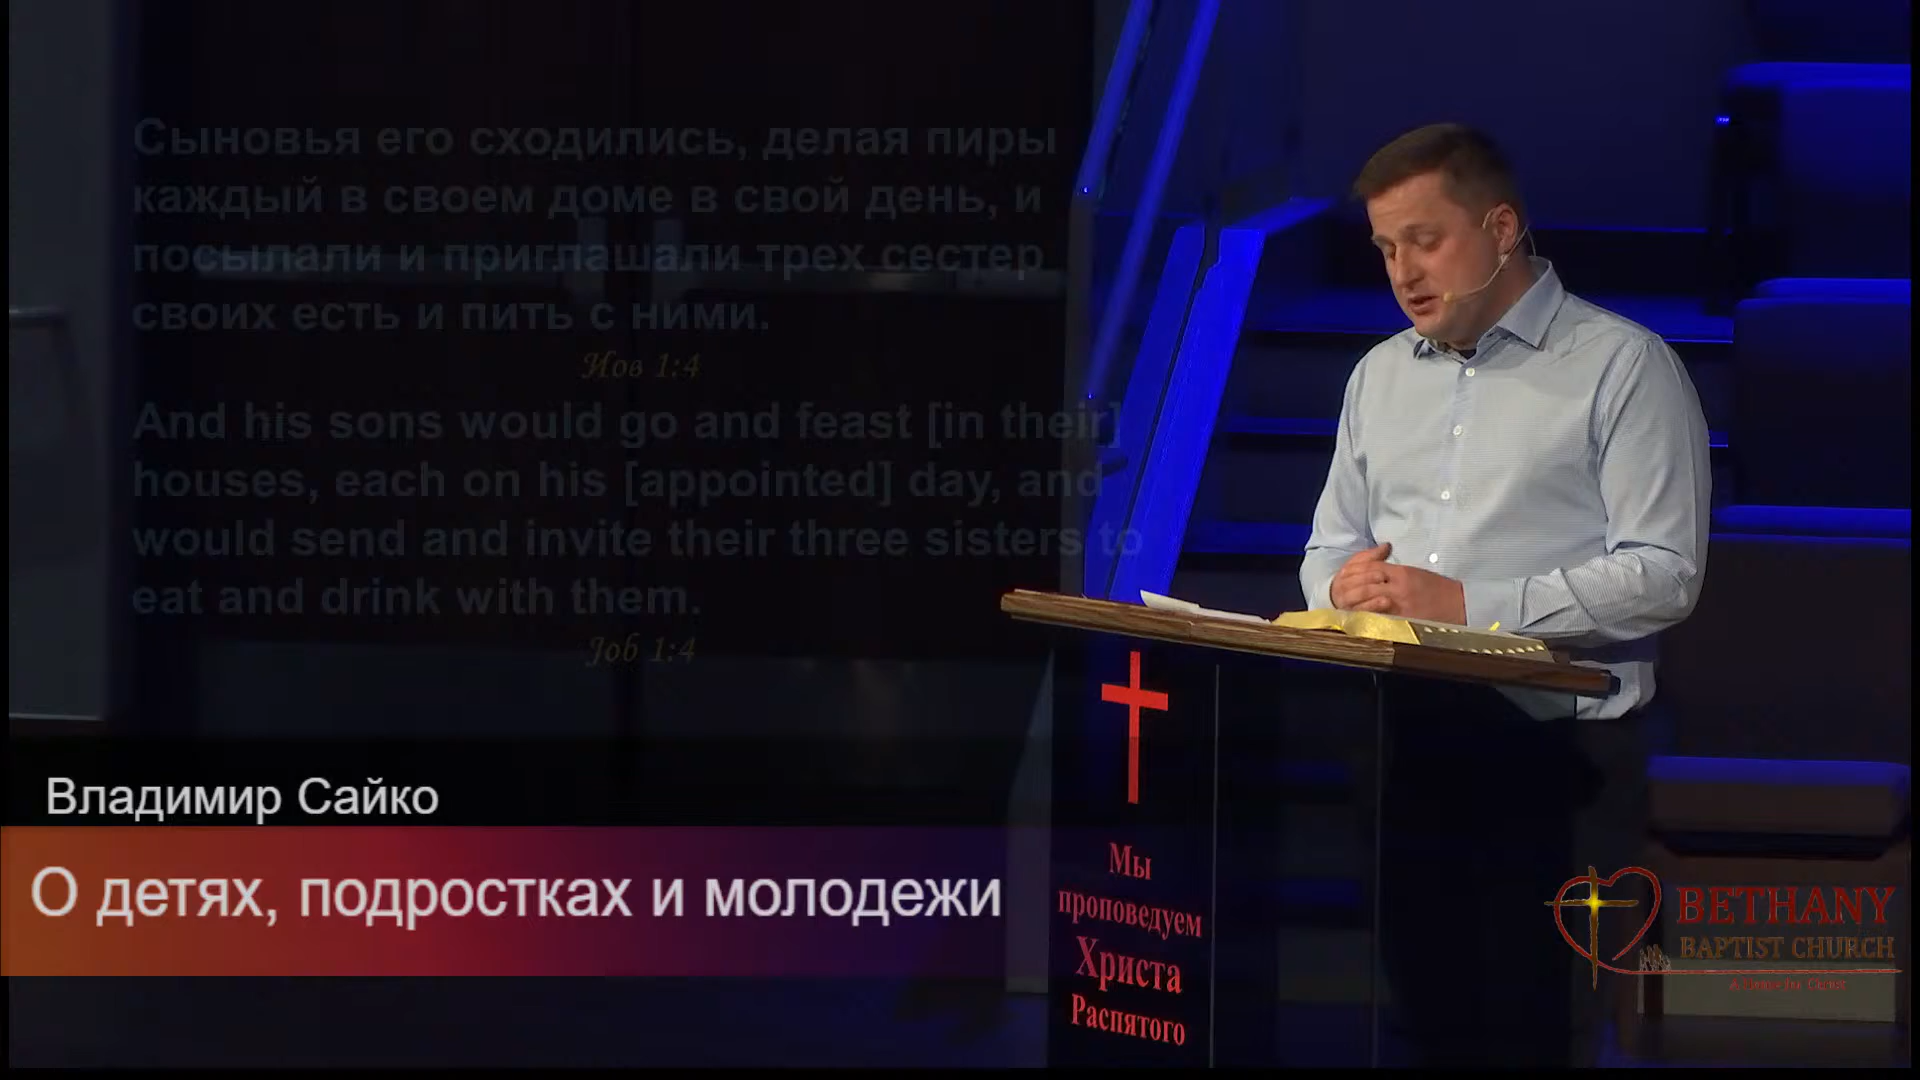 Сыновья его сходились, делая пиры
каждый в своем доме в свой день, и
посылали и приглашали трех сестер
своих есть и пить с ними.
Иов 1:4
And his sons would go and feast [in their]
houses, each on his [appointed] day, and
would send and invite their three sisters to
eat and drink with them.
Job 1:4
Владимир Сайко
О детях, подростках и молодежи
Мы
проповедуем
Христа
Распятого
BETHANY
BAPTIST CHURCH